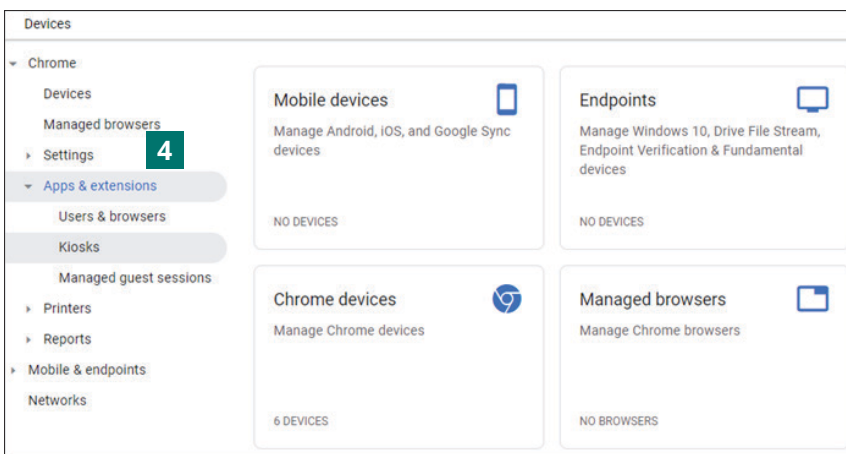 Devices
Chrome
Devices
Managed browsers
Settings
4
Apps & extensions
Users & browsers
Kiosks
Managed guest sessions
Printers
Reports
Mobile & endpoints
Networks
Mobile devices
Manage Android, iOS, and Google Sync
devices
NO DEVICES
Endpoints
Manage Windows 10, Drive File Stream,
Endpoint Verification & Fundamental
devices
NO DEVICES
Chrome devices
Manage Chrome devices
6 DEVICES
Managed browsers
Manage Chrome browsers
NO BROWSERS